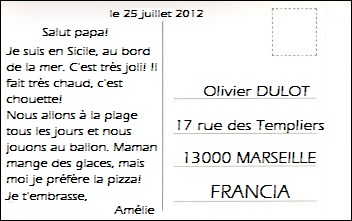 le 25 juillet 2012
Salut papa!
Je suis en Sicile, au bord
de la mer. C'est très joli! Il
fait très chaud, c'est
chouette!
Nous allons à la plage
tous les jours et nous
jouons au ballon. Maman
mange des glaces, mais
moi je préfère la pizza!
Je t'embrasse,
Amélie
Olivier DULOT
17 rue des Templiers
13000 MARSEILLE
FRANCIA